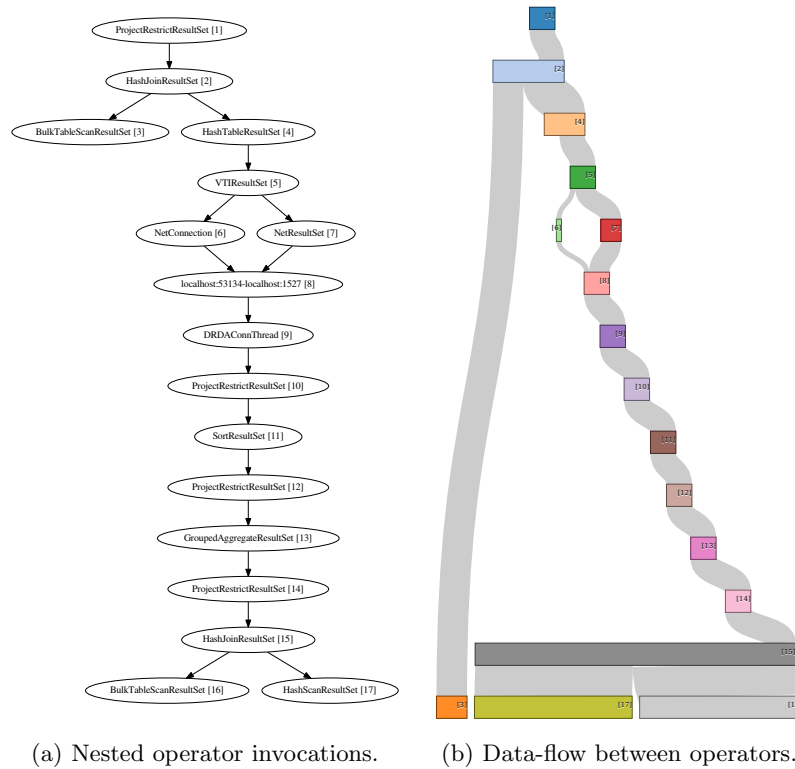 ProjectRestrictResultSet [1]
HashJoinResultSet [2]
BulkTableScanResultSet [3]
HashTableResultSet [4]
VTIResultSet [5]
NetConnection [6]
NetResultSet [7]
localhost:53134-localhost:1527 [8]
DRDAConnThread [9]
ProjectRestrictResultSet [10]
SortResultSet [11]
ProjectRestrictResultSet [12]
GroupedAggregateResultSet [13]
ProjectRestrictResultSet [14]
HashJoinResultSet [15]
BulkTableScanResultSet [16]
HashScanResultSet [17]
(a) Nested operator invocations.
[1]
[2]
[4]
[5]
[6]
[7]
[8]
[9]
[10]
[11]
[12]
[13]
[14]
[15]
[3]
[17]
[1
(b) Data-flow between operators.